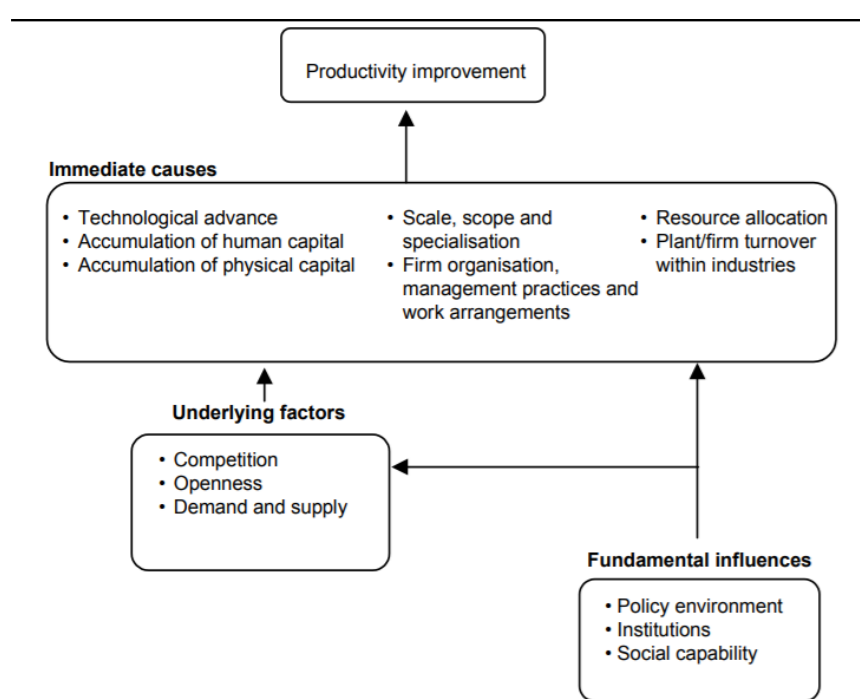 Productivity improvement
Immediate causes
• Technological advance
• Accumulation of human capital
• Accumulation of physical capital
• Scale, scope and
specialisation
• Firm organisation,
management practices and
work arrangements
• Resource allocation
• Plant/firm turnover
within industries
Underlying factors
• Competition
• Openness
• Demand and supply
Fundamental influences
• Policy environment
• Institutions
• Social capability